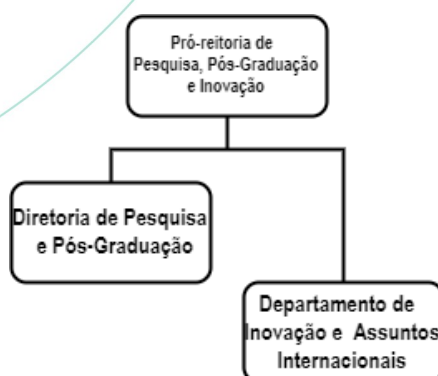 Pró-reitoria de
Pesquisa, Pós-Graduação
e Inovação
Diretoria de Pesquisa
e Pós-Graduação
Departamento de
Inovação e Assuntos
Internacionais